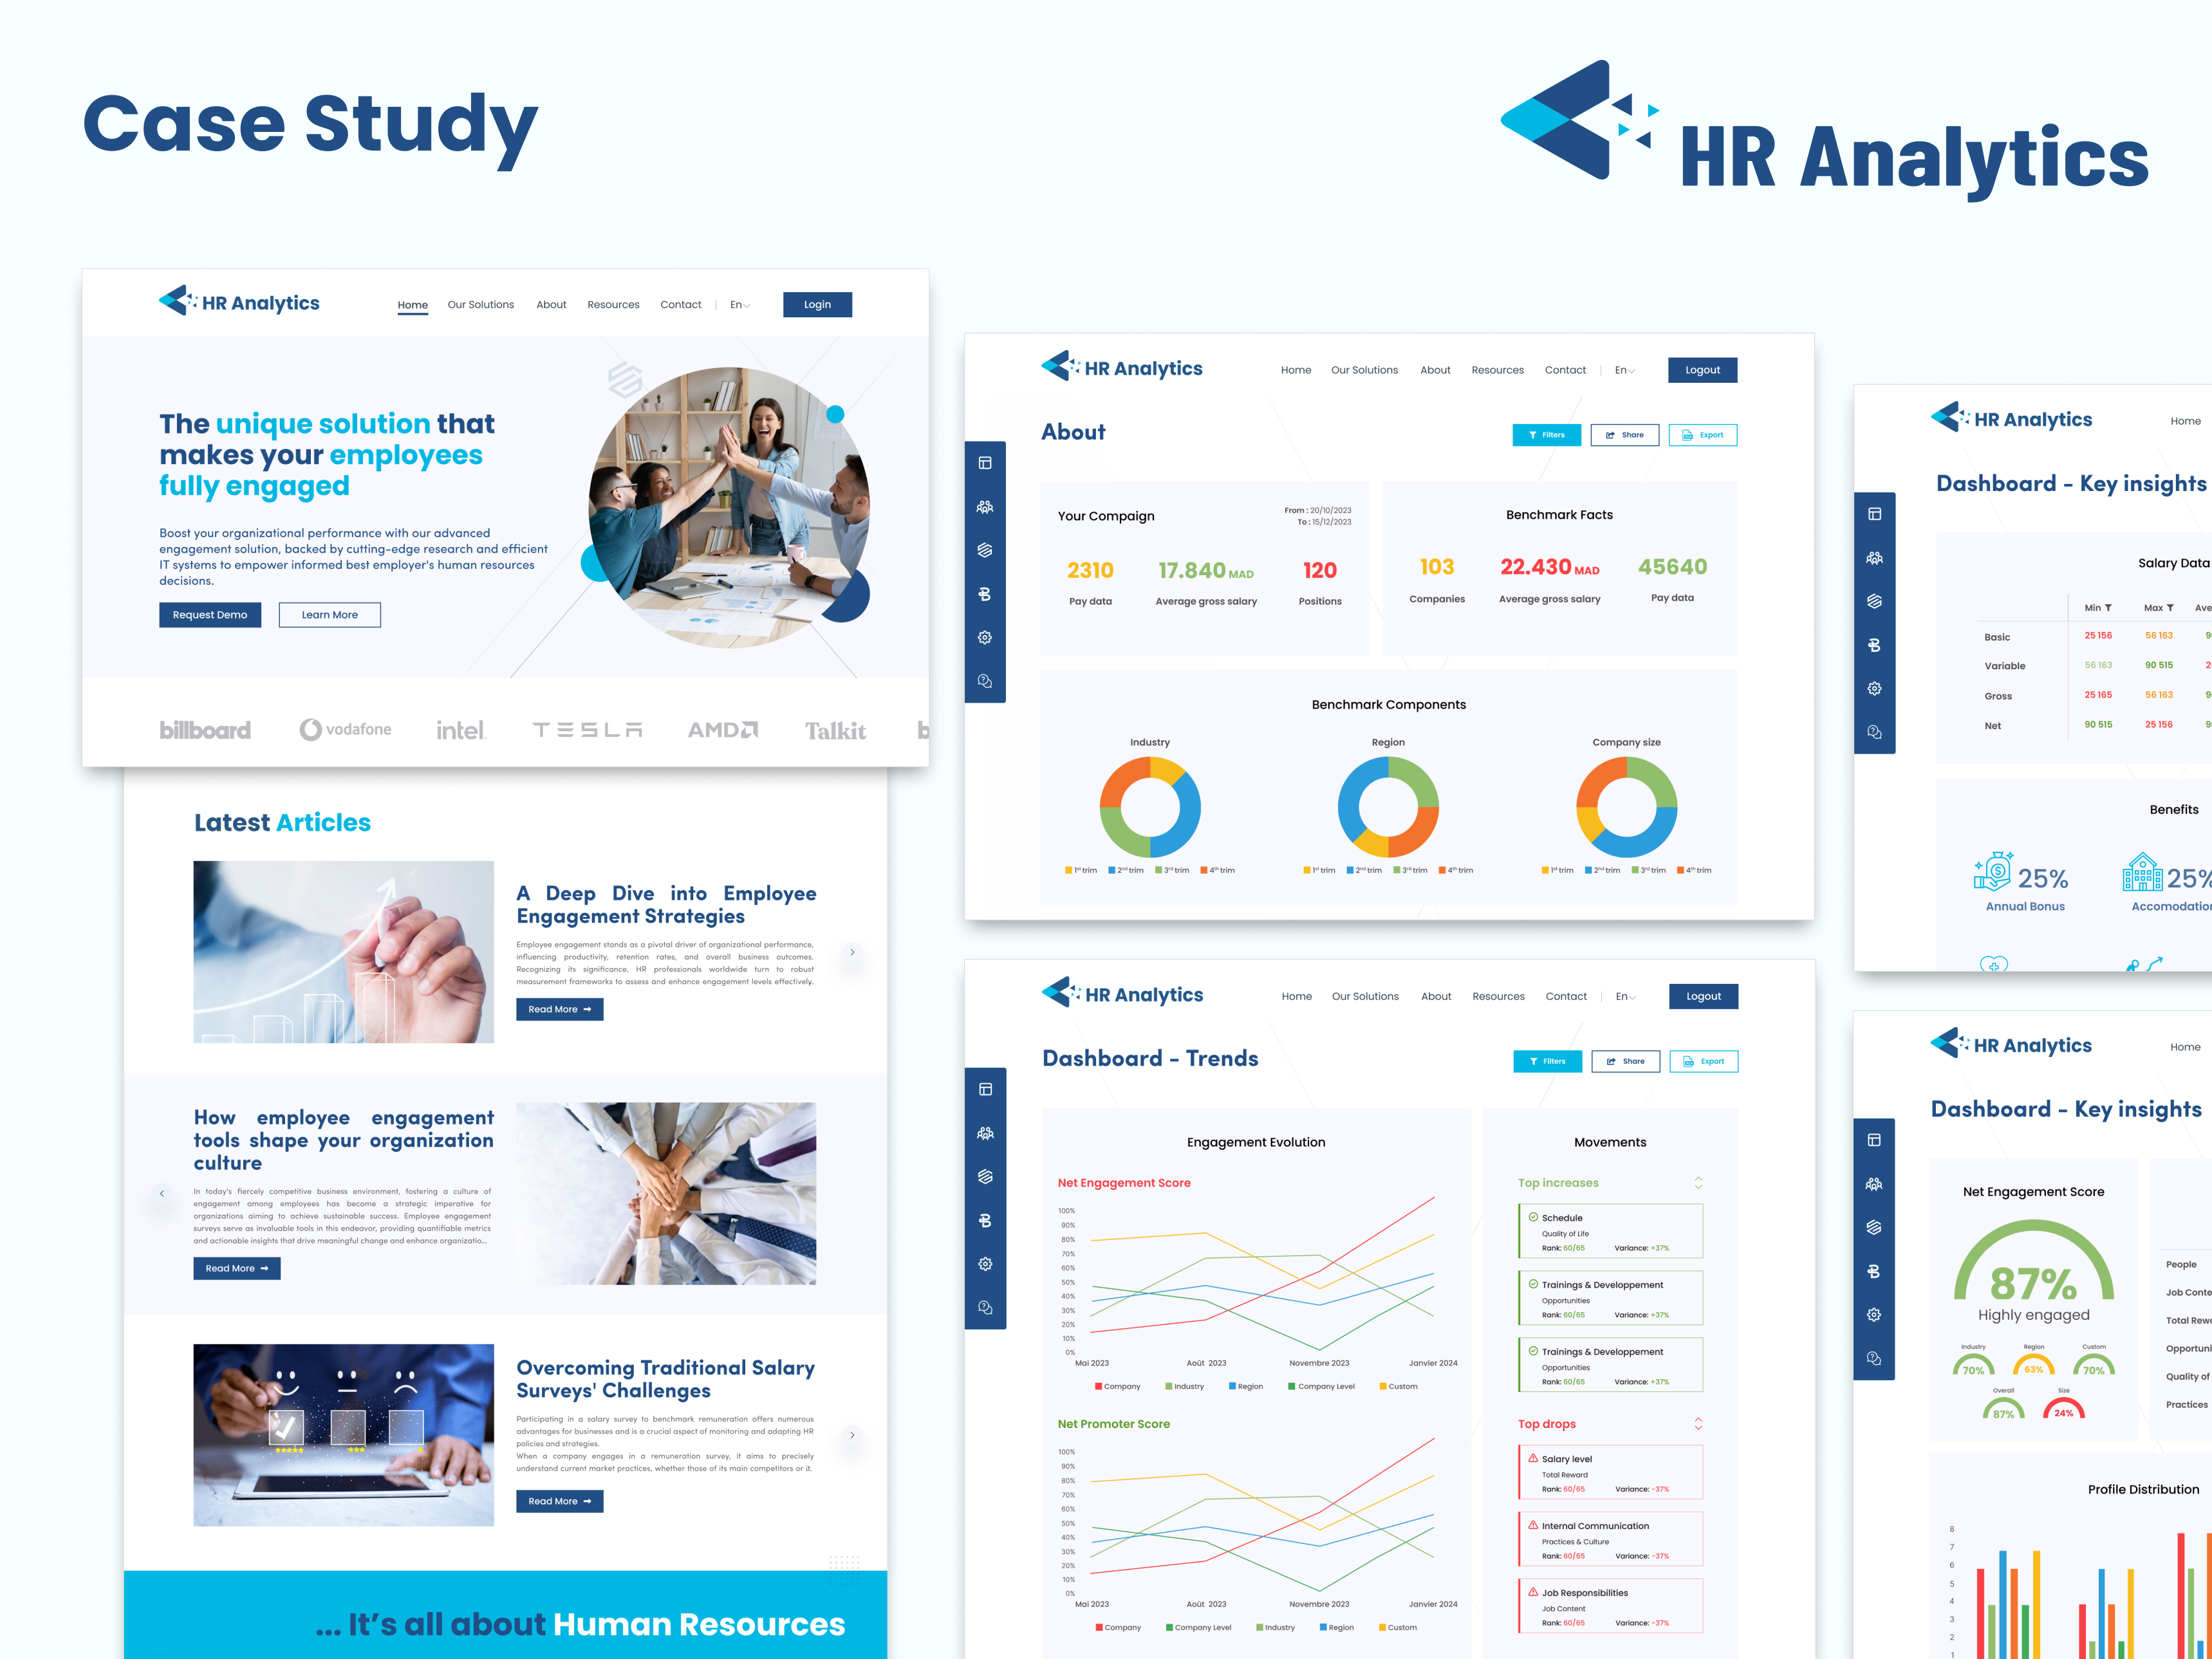 Case Study
HR Analytics
HR Analytics
Home Our Solutions About Resources Contact | En Login
The unique solution that
makes your employees
fully engaged
Boost your organizational performance with our advanced
engagement solution, backed by cutting-edge research and efficient
IT systems to empower informed best employer's human resources
decisions.
Request Demo Learn More
billboard vodafone intel. TESLA AMD Talkit b
Latest Articles
A Deep Dive into Employee
Engagement Strategies
Employee engagement stands as a pivotal driver of organizational performance,
influencing productivity, retention rates, and overall business outcomes.
Recognizing its significance, HR professionals worldwide turn to robust
measurement frameworks to assess and enhance engagement levels effectively.
Read More
How employee engagement
tools shape your organization
culture
In today's fiercely competitive business environment, fostering a culture of
engagement among employees has become a strategic imperative for
organizations aiming to achieve sustainable success. Employee engagement
surveys serve as invaluable tools in this endeavor, providing quantifiable metrics
and actionable insights that drive meaningful change and enhance organizatio...
Read More
Overcoming Traditional Salary
Surveys' Challenges
Participating in a salary survey to benchmark remuneration offers numerous
advantages for businesses and is a crucial aspect of monitoring and adapting HR
policies and strategies.
When a company engages in a remuneration survey, it aims to precisely
understand current market practices, whether those of its main competitors or it.
Read More
... It's all about Human Resources
HR Analytics
Home Our Solutions About Resources Contact | En Logout
About
Filters Share Export
Your Compaign
From : 20/10/2023
To : 15/12/2023
2310 17.840 MAD 120
Pay data Average gross salary Positions
Benchmark Facts
103 22.430 MAD 45640
Companies Average gross salary Pay data
Benchmark Components
Industry Region Company size
1st trim 2nd trim 3rd trim 4th trim
1st trim 2nd trim 3rd trim 4th trim
1st trim 2nd trim 3rd trim 4th trim
HR Analytics
Home Our Solutions About Resources Contact | En Logout
Dashboard - Trends
Filters Share Export
Engagement Evolution
Net Engagement Score
100%
90%
80%
70%
60%
50%
40%
30%
20%
10%
0%
Mai 2023 Août 2023 Novembre 2023 Janvier 2024
Company Industry Region Company Level Custom
Net Promoter Score
100%
90%
80%
70%
60%
50%
40%
30%
20%
10%
0%
Mai 2023 Août 2023 Novembre 2023 Janvier 2024
Company Company Level Industry Region Custom
Movements
Top increases
Schedule
Quality of Life
Rank: 60/65 Variance: +37%
Trainings & Developpement
Opportunities
Rank: 60/65 Variance: +37%
Trainings & Developpement
Opportunities
Rank: 60/65 Variance: +37%
Top drops
Salary level
Total Reward
Rank: 60/65 Variance: -37%
Internal Communication
Practices & Culture
Rank: 60/65 Variance: -37%
Job Responsibilities
Job Content
Rank: 60/65 Variance: -37%
HR Analytics
Home
Dashboard - Key insights
Salary Data
Min Max Ave
Basic 25 156 56 163 9
Variable 56 163 90 515 2
Gross 25 165 56 163 9
Net 90 515 25 156 9
Benefits
25% 25%
Annual Bonus Accomodation
HR Analytics
Home
Dashboard - Key insights
Net Engagement Score
87%
Highly engaged
Industry Region Custom
70% 63% 70%
Overall Size
87% 24%
People
Job Conte
Total Rewa
Opportuni
Quality of
Practices
Profile Distribution
8
7
6
5
4
3
2
1